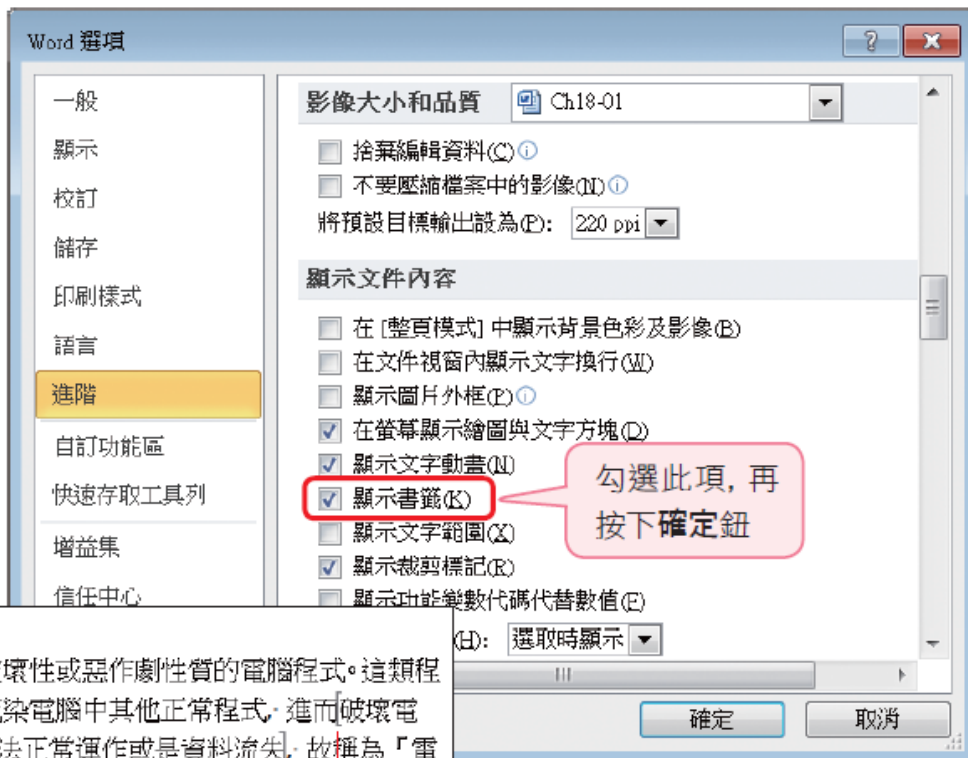 Word 選項
一般
顯示
校訂
儲存
印刷樣式
語言
進階
自訂功能區
快速存取工具列
增益集
信任中心
影像大小和品質 Ch18-01
捨棄編輯資料(C)
不要壓縮檔案中的影像(N)
將預設目標輸出設為(P): 220 ppi
顯示文件內容
在 [整頁模式] 中顯示背景色彩及影像(B)
在文件視窗內顯示文字換行(W)
顯示圖片外框(P)
在螢幕顯示繪圖與文字方塊(D)
顯示文字動畫(N)
顯示書籤(K)
顯示文字範圍(X)
顯示裁剪標記(R)
顯示功能變數代碼代替數值(E)
(H): 選取時顯示
勾選此項, 再
按下確定鈕
壞性或惡作劇性質的電腦程式。這類程
染電腦中其他正常程式, 進而[破壞電
法正常運作或是資料流失], 故稱為『電
確定
取消